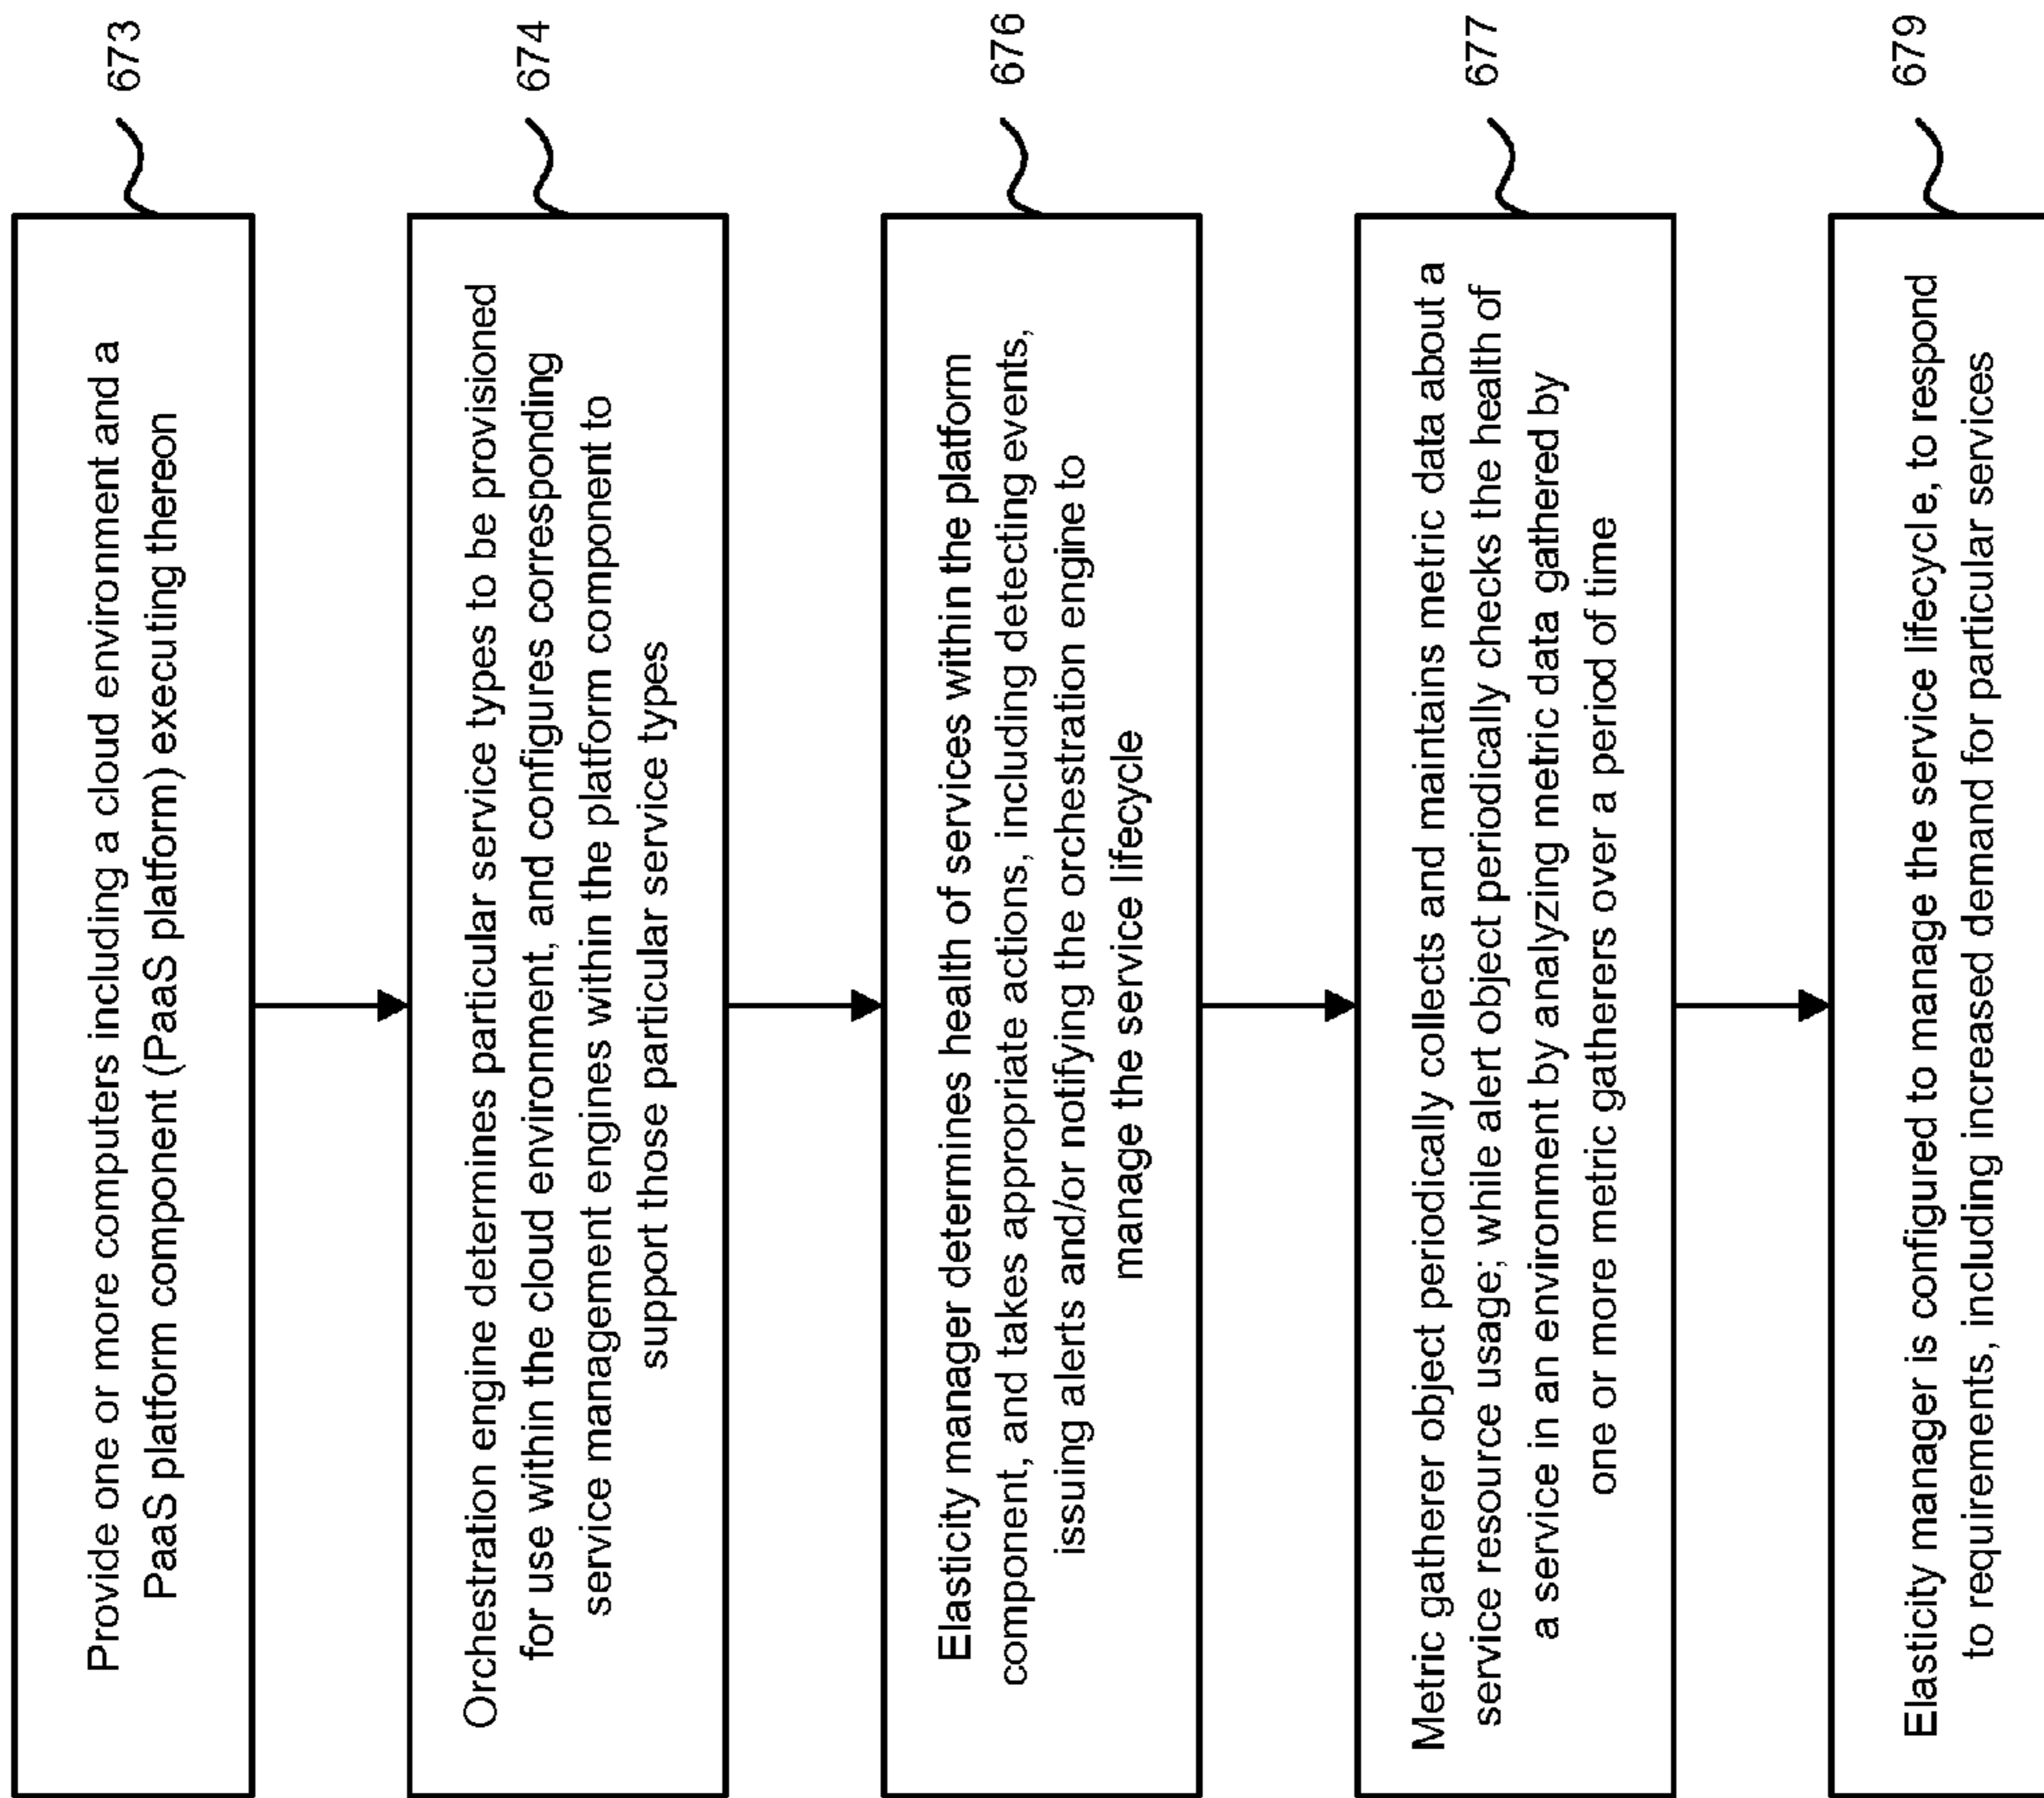 Provide one or more computers including a cloud environment and a
PaaS platform component (PaaS platform) executing thereon
673
Orchestration engine determines particular service types to be provisioned
for use within the cloud environment, and configures corresponding
service management engines within the platform component to
support those particular service types
674
Elasticity manager determines health of services within the platform
component, and takes appropriate actions, including detecting events,
issuing alerts and/or notifying the orchestration engine to
manage the service lifecycle
676
Metric gatherer object periodically collects and maintains metric data about a
service resource usage; while alert object periodically checks the health of
a service in an environment by analyzing metric data gathered by
one or more metric gatherers over a period of time
677
Elasticity manager is configured to manage the service lifecycle, to respond
to requirements, including increased demand for particular services
679